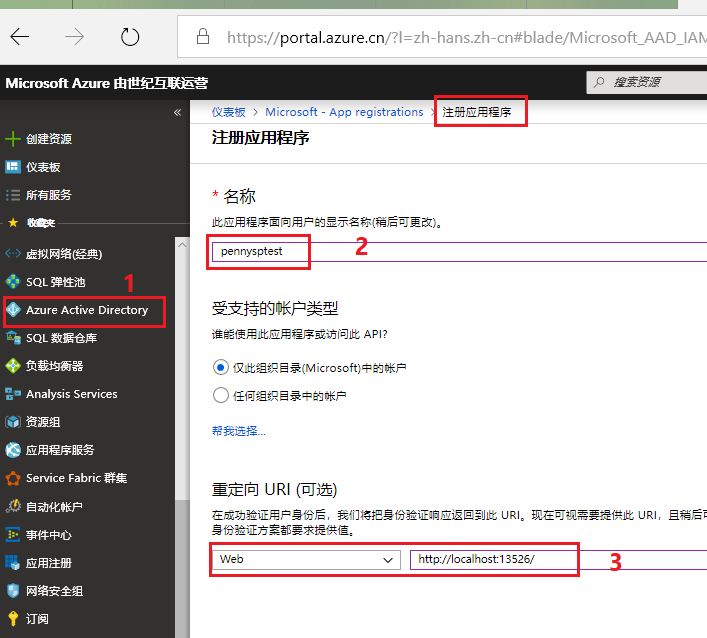 https://portal.azure.cn/?l=zh-hans.zh-cn#blade/Microsoft_AAD_IAM
Microsoft Azure 由世纪互联运营
搜索资源
«
仪表板 > Microsoft - App registrations > 注册应用程序
注册应用程序
创建资源
仪表板
所有服务
收藏夹
虚拟网络(经典)
SQL 弹性池
1
Azure Active Directory
SQL 数据仓库
负载均衡器
Analysis Services
资源组
应用程序服务
Service Fabric 群集
自动化帐户
事件中心
应用注册
网络安全组
订阅
* 名称
此应用程序面向用户的显示名称(稍后可更改)。
pennysptest
2
受支持的帐户类型
谁能使用此应用程序或访问此 API?
仅此组织目录(Microsoft)中的帐户
任何组织目录中的帐户
帮我选择...
重定向 URI (可选)
在成功验证用户身份后，我们将把身份验证响应返回到此 URI。现在可视需要提供此 URI，且稍后可
身份验证方案都要求提供值。
Web
http://localhost:13526/
3